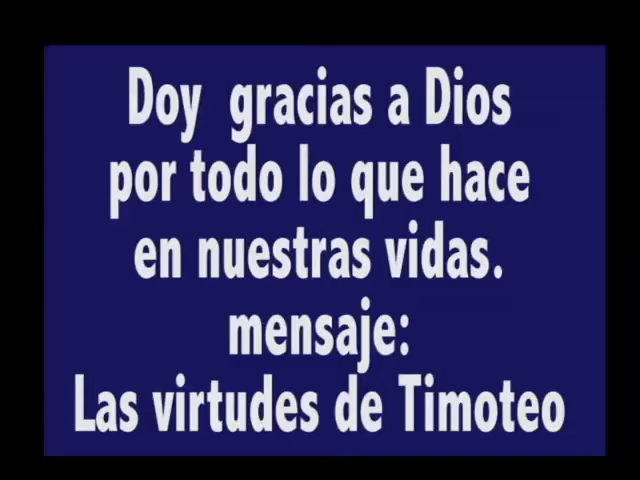 Doy gracias a Dios
por todo lo que hace
en nuestras vidas.
mensaje:
Las virtudes de Timoteo